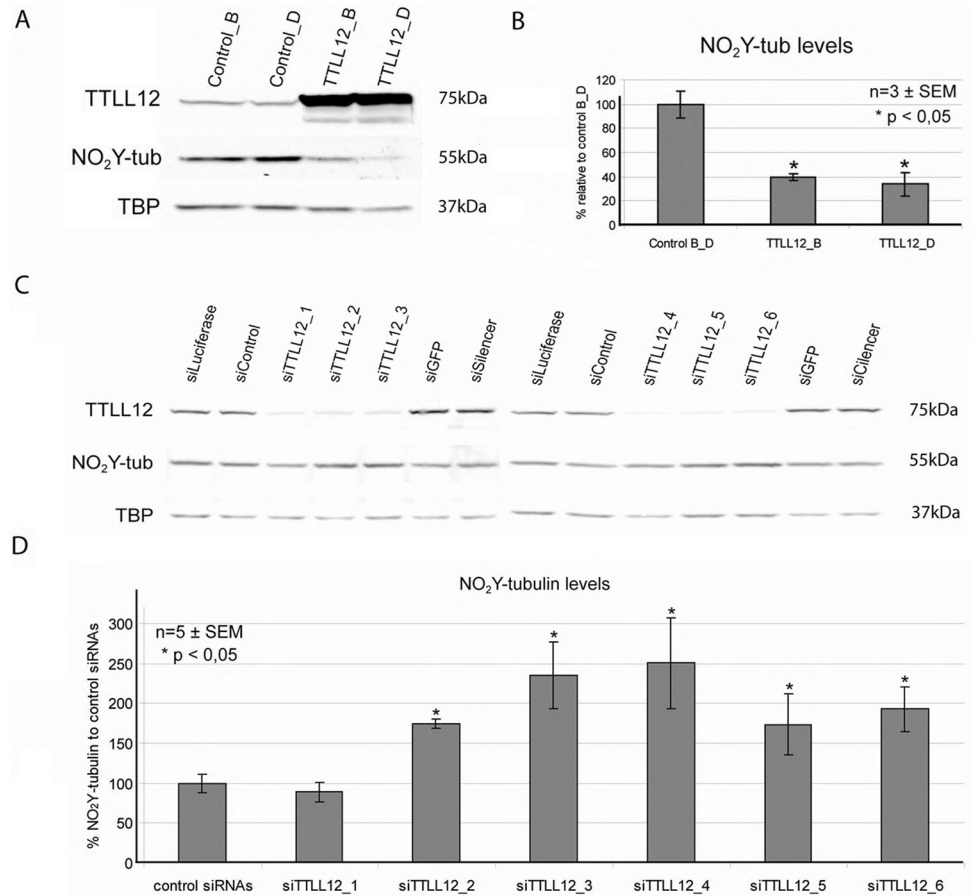 A
Control_B
Control_D
TTLL12_B
TTLL12_D
TTLL12
75kDa
NO₂Y-tub
55kDa
TBP
37kDa
B
NO₂Y-tub levels
% relative to control B_D
120
100
80
60
40
20
0
n=3 ± SEM
* p < 0,05
*
*
Control B_D
TTLL12_B
TTLL12_D
C
siLuciferase
siControl
siTTLL12_1
siTTLL12_2
siTTLL12_3
siGFP
siSilencer
siLuciferase
siControl
siTTLL12_4
siTTLL12_5
siTTLL12_6
siGFP
siCilencer
TTLL12
75kDa
NO₂Y-tub
55kDa
TBP
37kDa
D
NO₂Y-tubulin levels
% NO₂Y-tubulin to control siRNAs
300
250
200
150
100
50
0
n=5 ± SEM
* p < 0,05
*
*
*
*
*
control siRNAs
siTTLL12_1
siTTLL12_2
siTTLL12_3
siTTLL12_4
siTTLL12_5
siTTLL12_6